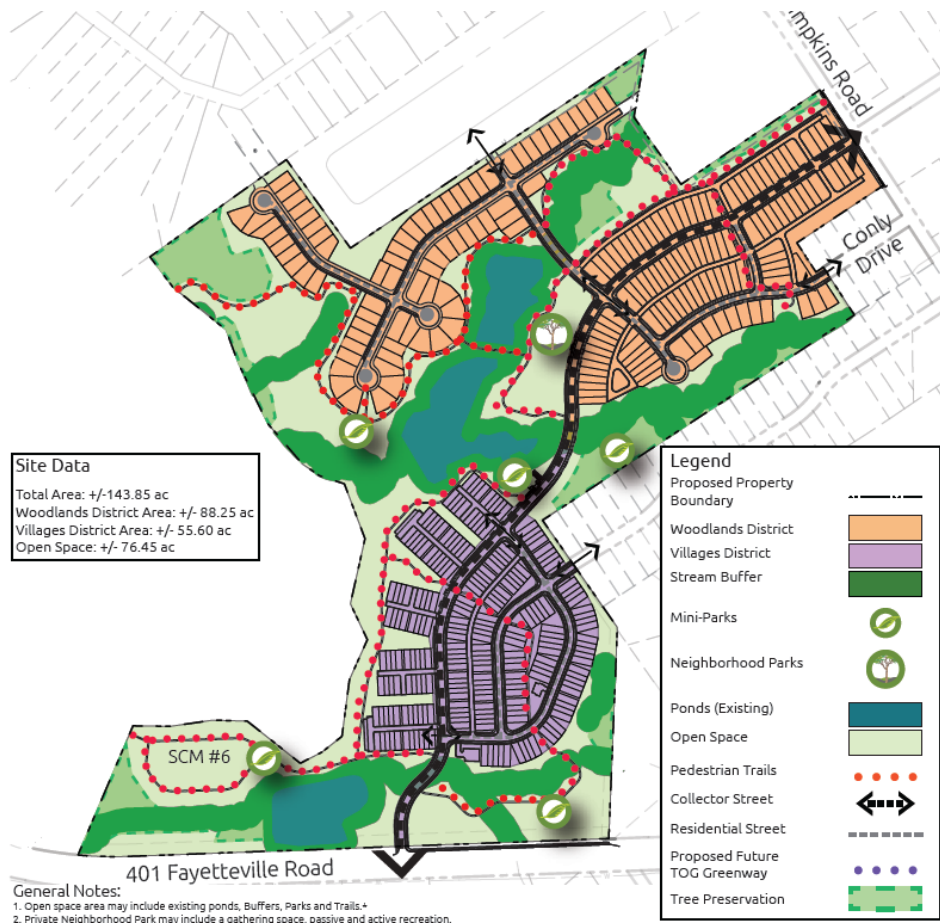 mpkins Road
Conly
Drive
Site Data
Total Area: +/-143.85 ac
Woodlands District Area: +/- 88.25 ac
Villages District Area: +/- 55.60 ac
Open Space: +/- 76.45 ac
Legend
Proposed Property
Boundary
Woodlands District
Villages District
Stream Buffer
Mini-Parks
Neighborhood Parks
Ponds (Existing)
Open Space
Pedestrian Trails
Collector Street
Residential Street
Proposed Future
TOG Greenway
Tree Preservation
SCM #6
401 Fayetteville Road
General Notes:
1. Open space area may include existing ponds, Buffers, Parks and Trails.*
2. Private Neighborhood Park may include a gathering space, passive and active recreation.